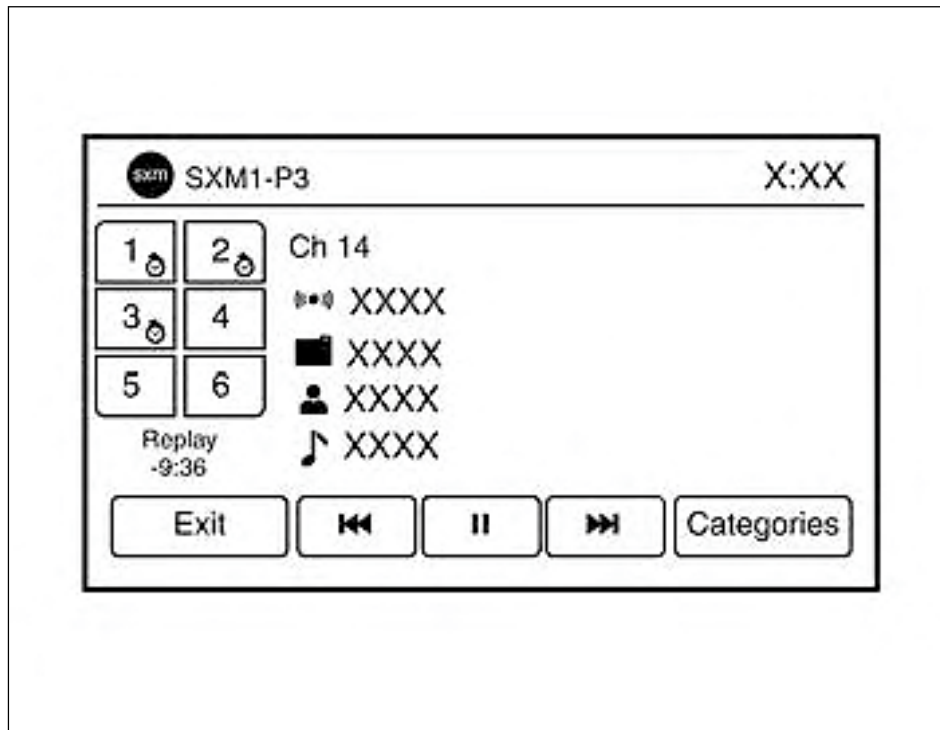 sxm SXM1-P3 X:XX
1 2 Ch 14
XXXX
3 4
XXXX
5 6 XXXX
Replay XXXX
-9:36
Exit Categories